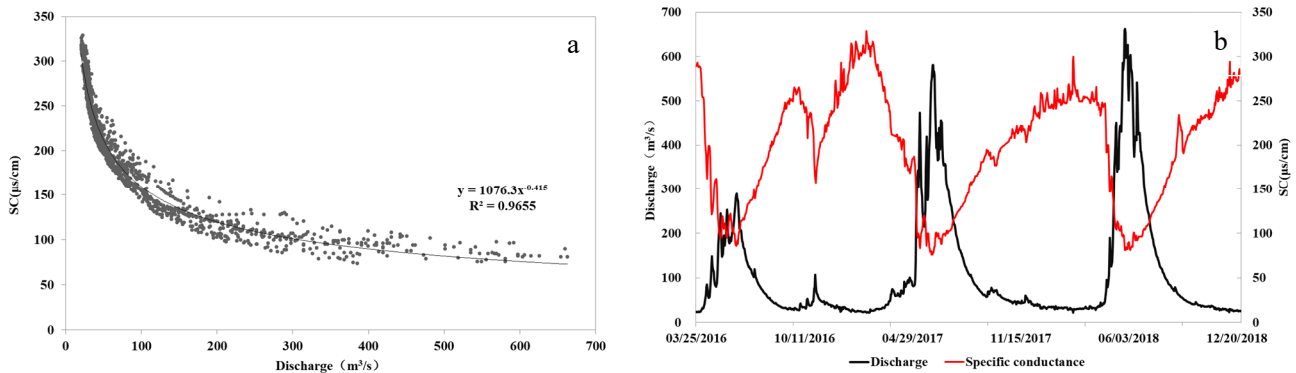 a
350
300
250
200
150
100
50
0
0 100 200 300 400 500 600 700
SC(μs/cm)
Discharge（m³/s）
y = 1076.3x⁻⁰·⁴¹⁵
R² = 0.9655
b
700
600
500
400
300
200
100
0
Discharge（m³/s）
350
300
250
200
150
100
50
0
SC(μs/cm)
03/25/2016 10/11/2016 04/29/2017 11/15/2017 06/03/2018 12/20/2018
Discharge Specific conductance